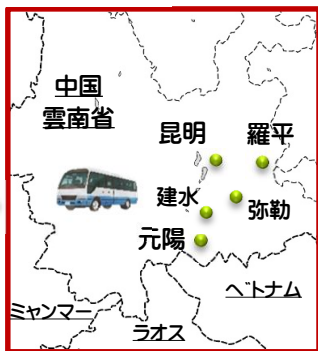 中国
雲南省
昆明
羅平
建水
弥勒
元陽
ベトナム
ミャンマー
ラオス